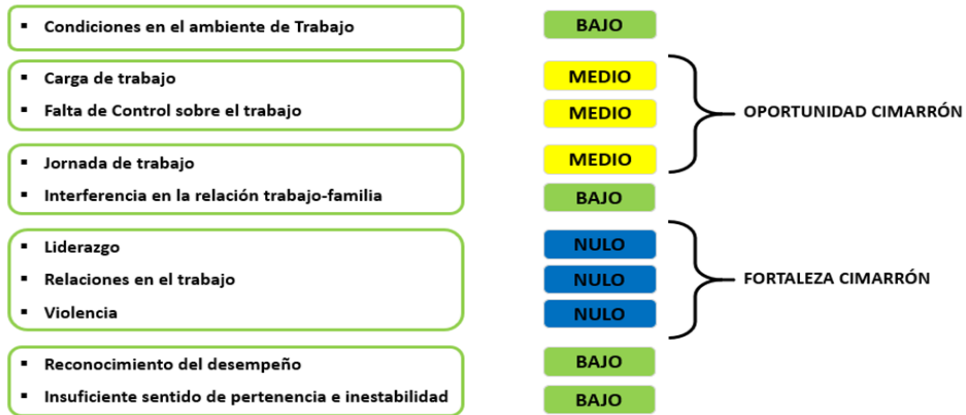 ▪ Condiciones en el ambiente de Trabajo BAJO
▪ Carga de trabajo MEDIO
▪ Falta de Control sobre el trabajo MEDIO
OPORTUNIDAD CIMARRÓN
▪ Jornada de trabajo MEDIO
▪ Interferencia en la relación trabajo-familia BAJO
▪ Liderazgo NULO
▪ Relaciones en el trabajo NULO
FORTALEZA CIMARRÓN
▪ Violencia NULO
▪ Reconocimiento del desempeño BAJO
▪ Insuficiente sentido de pertenencia e inestabilidad BAJO